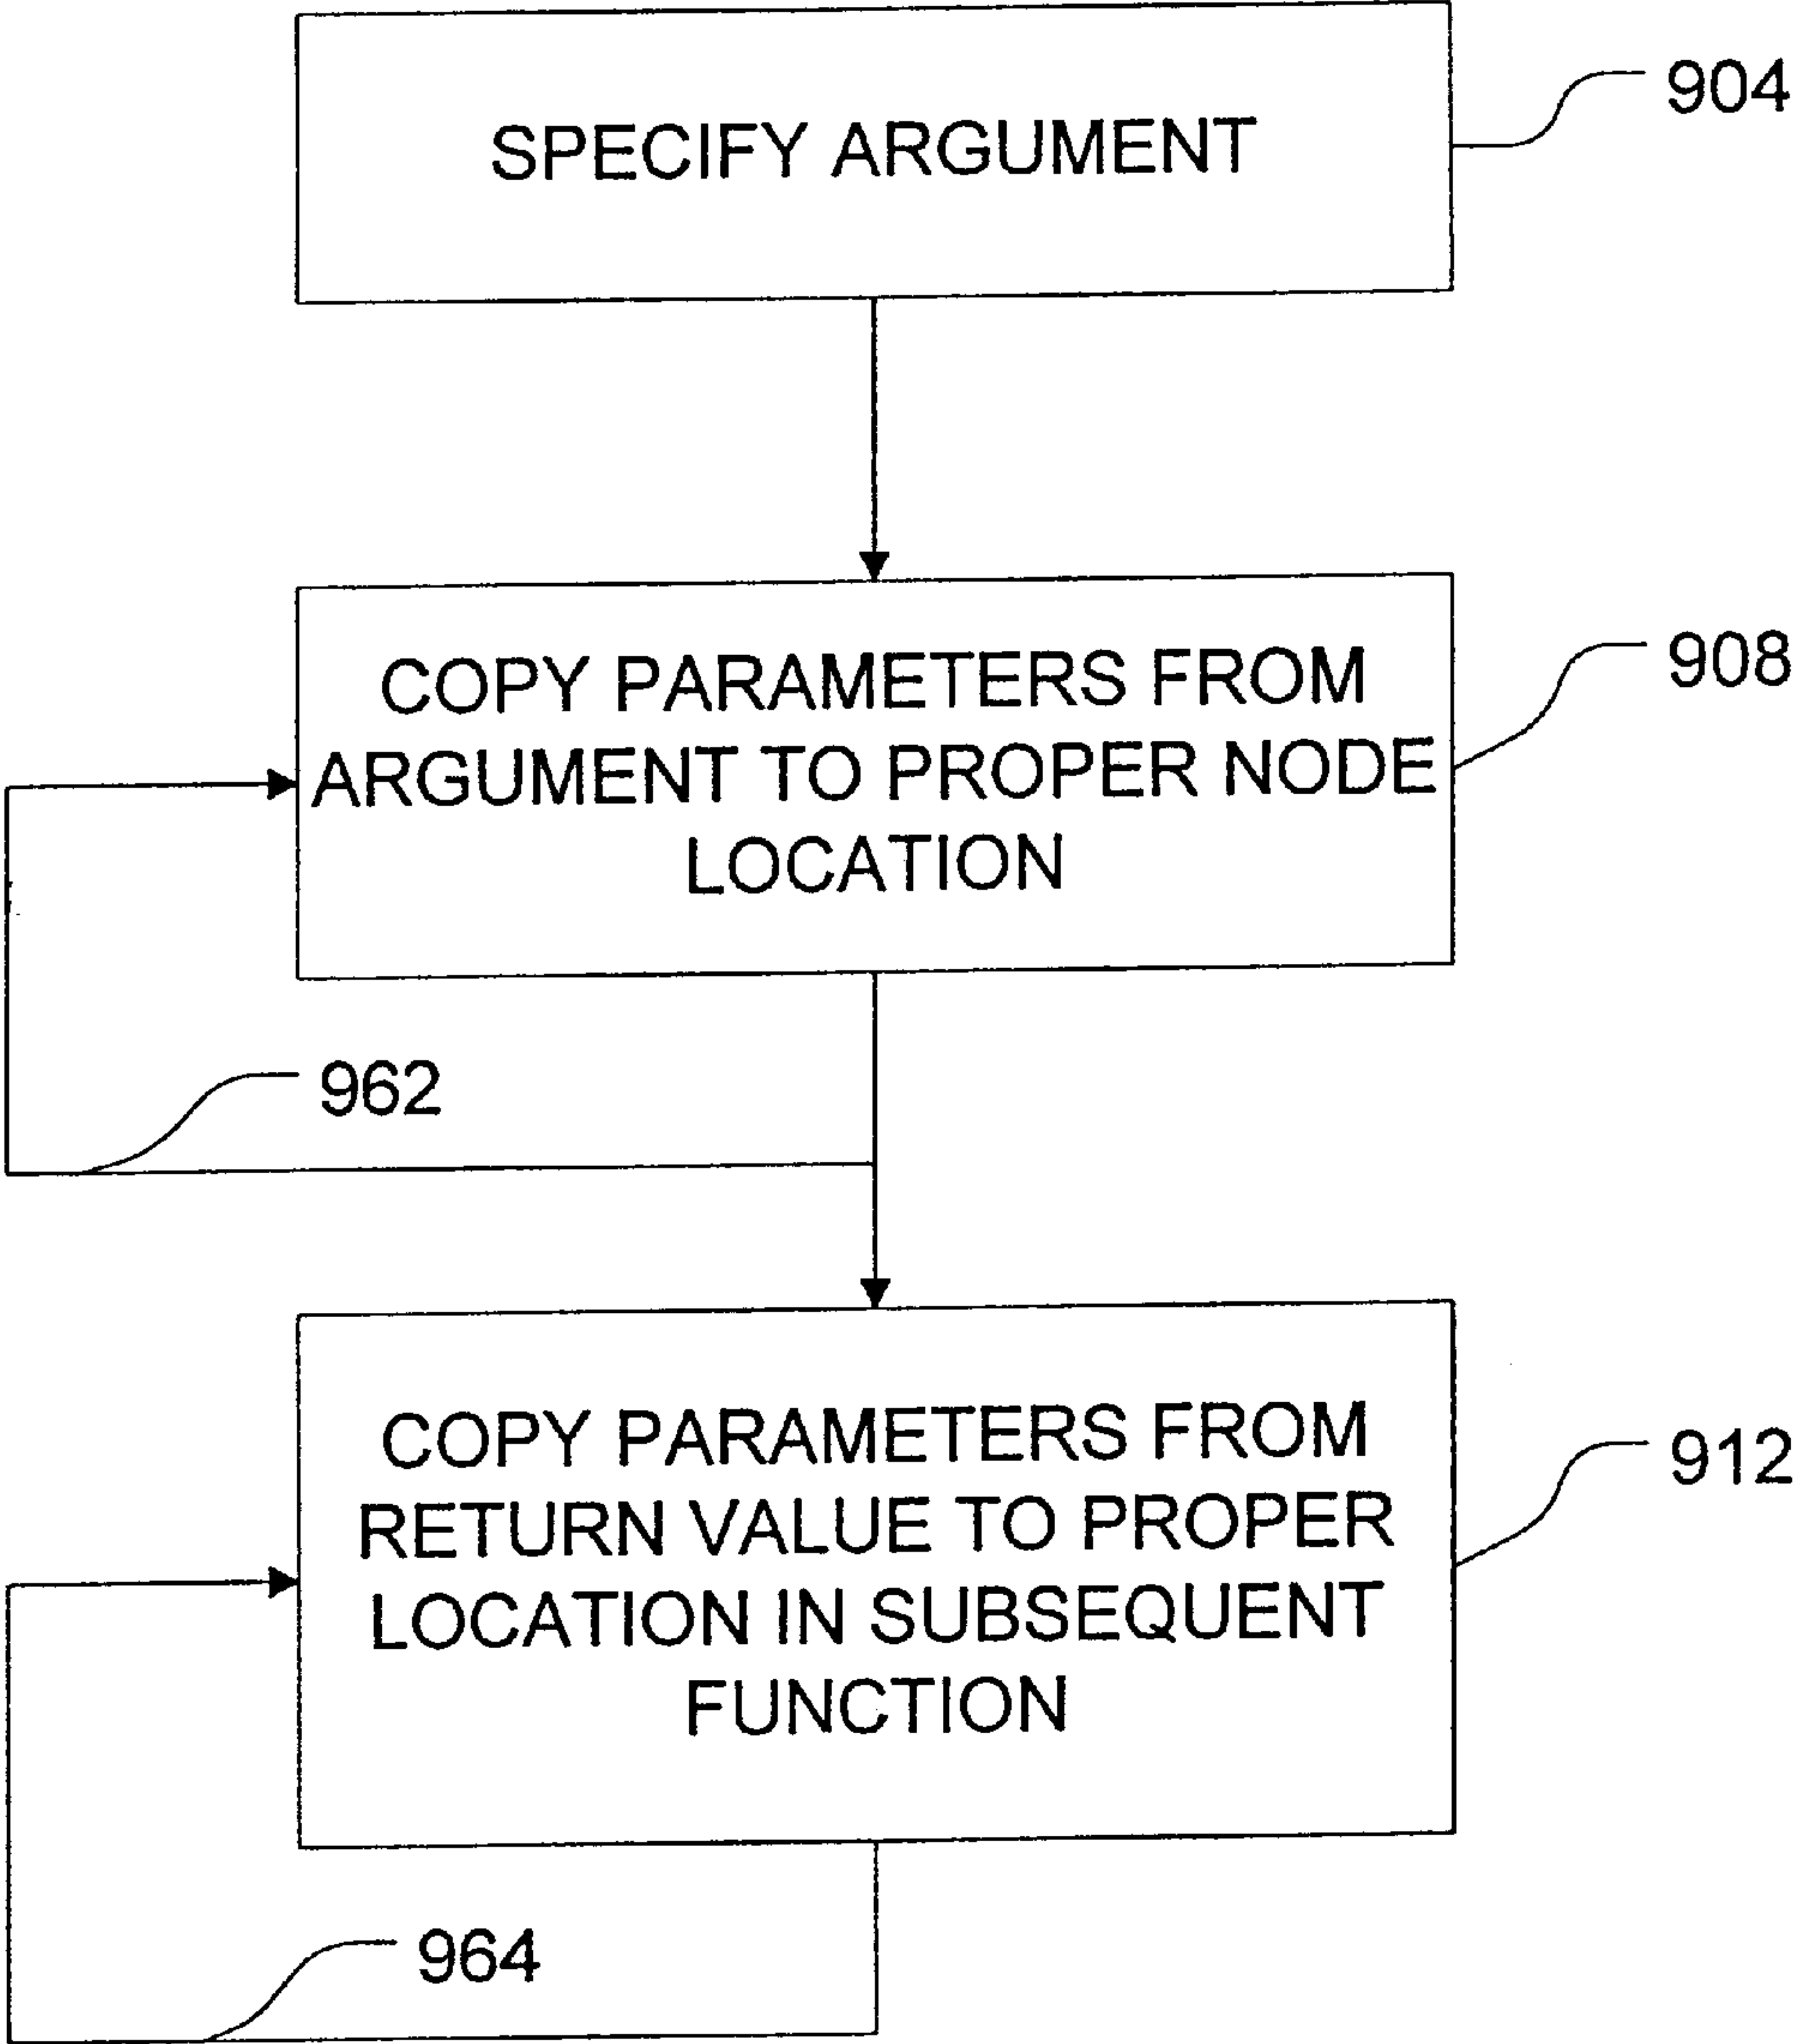 SPECIFY ARGUMENT
904
COPY PARAMETERS FROM
ARGUMENT TO PROPER NODE
LOCATION
908
962
COPY PARAMETERS FROM
RETURN VALUE TO PROPER
LOCATION IN SUBSEQUENT
FUNCTION
912
964